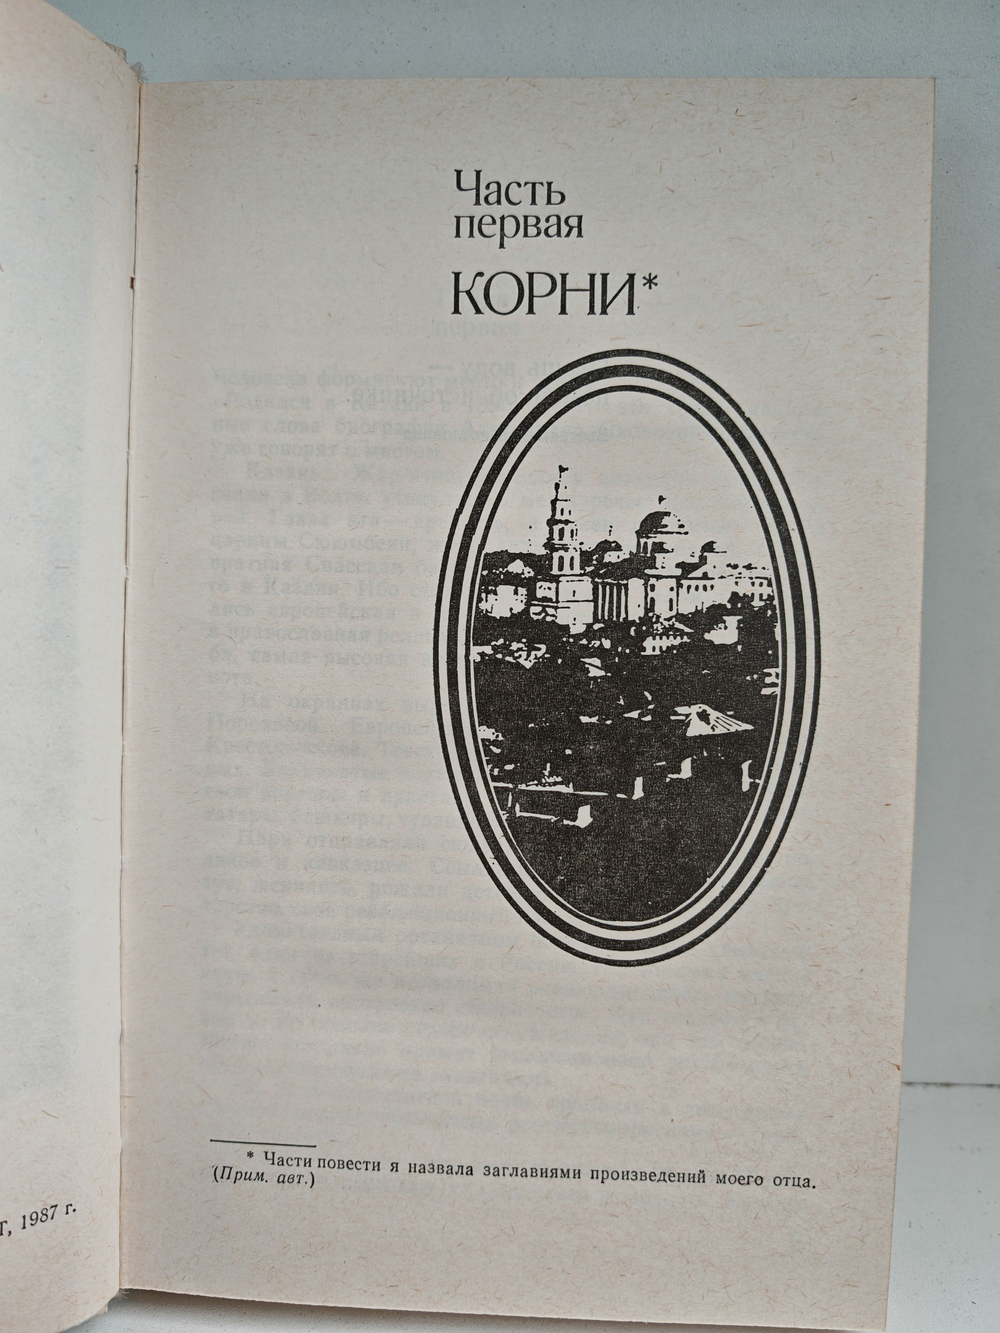 Часть
первая
КОРНИ*
* Части повести я назвала заглавиями произведений моего отца.
(Прим. авт.)
1987 г.